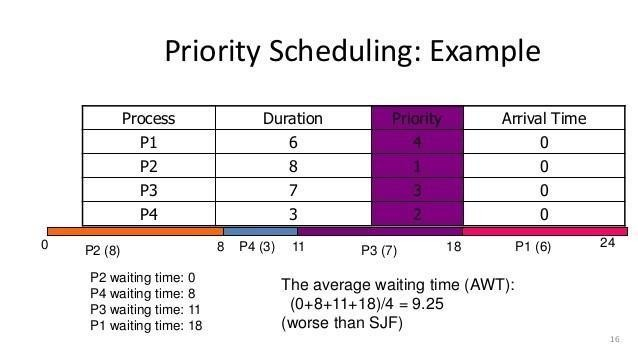 Priority Scheduling: Example
Process Duration Priority Arrival Time
P1 6 4 0
P2 8 1 0
P3 7 3 0
P4 3 2 0
0 P2 (8) 8 P4 (3) 11 P3 (7) 18 P1 (6) 24
P2 waiting time: 0
P4 waiting time: 8
P3 waiting time: 11
P1 waiting time: 18
The average waiting time (AWT):
(0+8+11+18)/4 = 9.25
(worse than SJF)
16